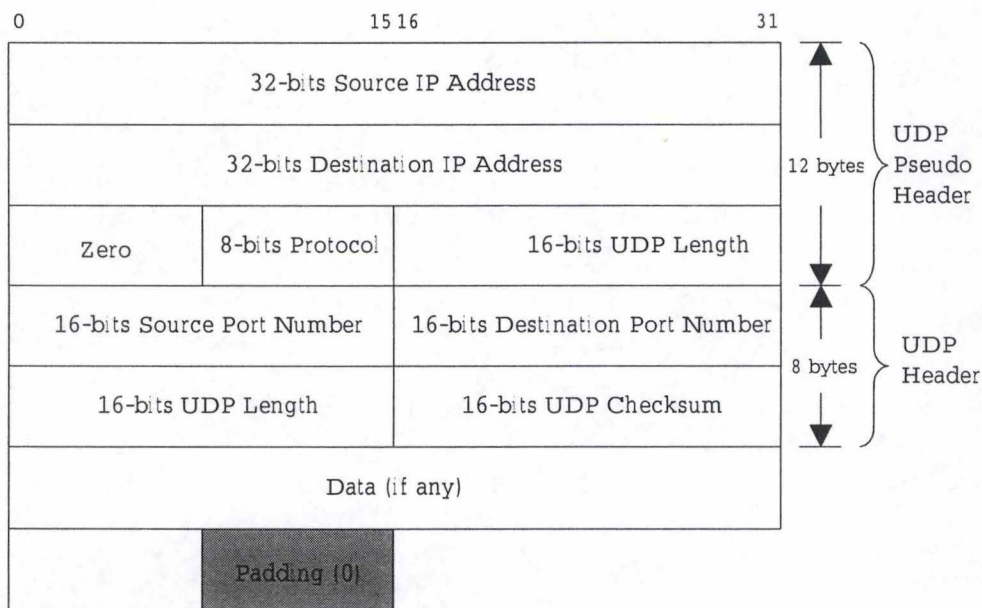 0 15 16 31
32-bits Source IP Address
32-bits Destination IP Address
12 bytes
UDP
Pseudo
Header
Zero 8-bits Protocol 16-bits UDP Length
16-bits Source Port Number 16-bits Destination Port Number
8 bytes
UDP
Header
16-bits UDP Length 16-bits UDP Checksum
Data (if any)
Padding (0)